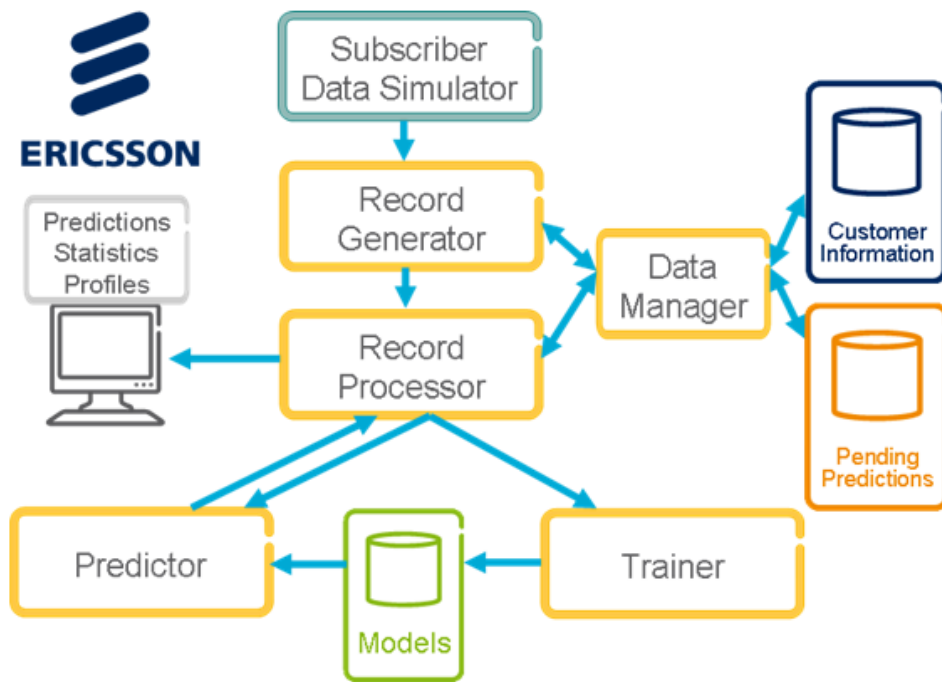 Subscriber
Data Simulator
ERICSSON
Record
Generator
Predictions
Statistics
Profiles
Data
Manager
Customer
Information
Record
Processor
Pending
Predictions
Predictor
Models
Trainer